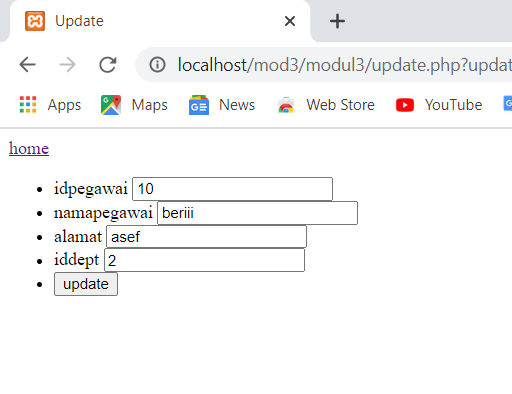 Update
localhost/mod3/modul3/update.php?updat
Apps Maps News Web Store YouTube
home
idpegawai 10
namapegawai beriii
alamat asef
iddept 2
update